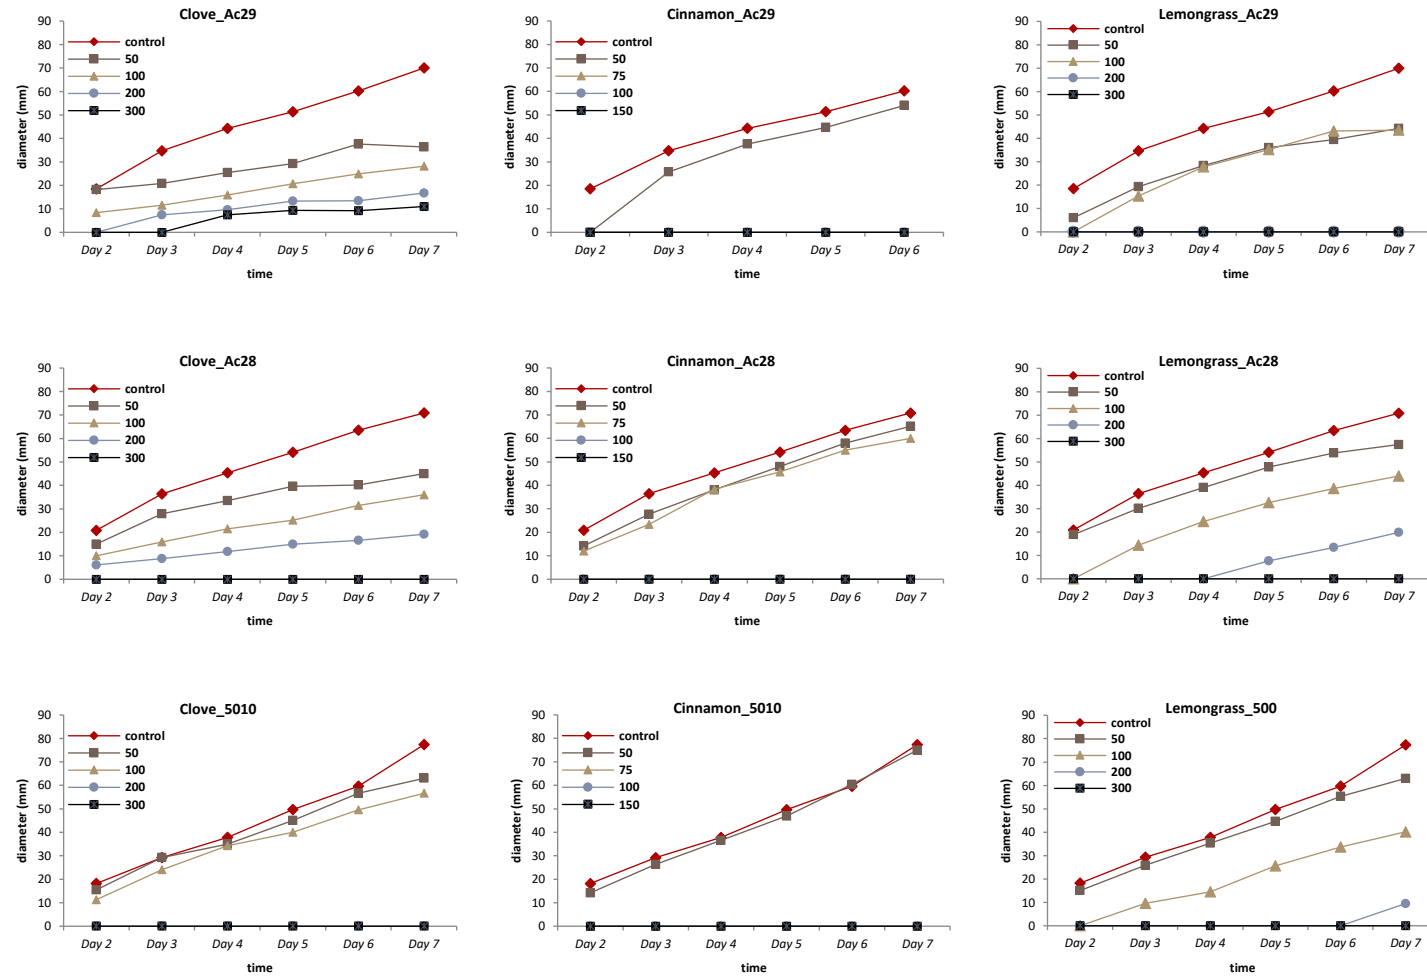 Clove_Ac29
90
80
70
60
50
40
30
20
10
0
diameter (mm)
control
50
100
200
300
Day 2 Day 3 Day 4 Day 5 Day 6 Day 7
time
Cinnamon_Ac29
90
80
70
60
50
40
30
20
10
0
diameter (mm)
control
50
75
100
150
Day 2 Day 3 Day 4 Day 5 Day 6
time
Lemongrass_Ac29
90
80
70
60
50
40
30
20
10
0
diameter (mm)
control
50
100
200
300
Day 2 Day 3 Day 4 Day 5 Day 6 Day 7
time
Clove_Ac28
90
80
70
60
50
40
30
20
10
0
diameter (mm)
control
50
100
200
300
Day 2 Day 3 Day 4 Day 5 Day 6 Day 7
time
Cinnamon_Ac28
90
80
70
60
50
40
30
20
10
0
diameter (mm)
control
50
75
100
150
Day 2 Day 3 Day 4 Day 5 Day 6 Day 7
time
Lemongrass_Ac28
90
80
70
60
50
40
30
20
10
0
diameter (mm)
control
50
100
200
300
Day 2 Day 3 Day 4 Day 5 Day 6 Day 7
time
Clove_5010
90
80
70
60
50
40
30
20
10
0
diameter (mm)
control
50
100
200
300
Day 2 Day 3 Day 4 Day 5 Day 6 Day 7
time
Cinnamon_5010
90
80
70
60
50
40
30
20
10
0
diameter (mm)
control
50
75
100
150
Day 2 Day 3 Day 4 Day 5 Day 6 Day 7
time
Lemongrass_500
90
80
70
60
50
40
30
20
10
0
diameter (mm)
control
50
100
200
300
Day 2 Day 3 Day 4 Day 5 Day 6 Day 7
time